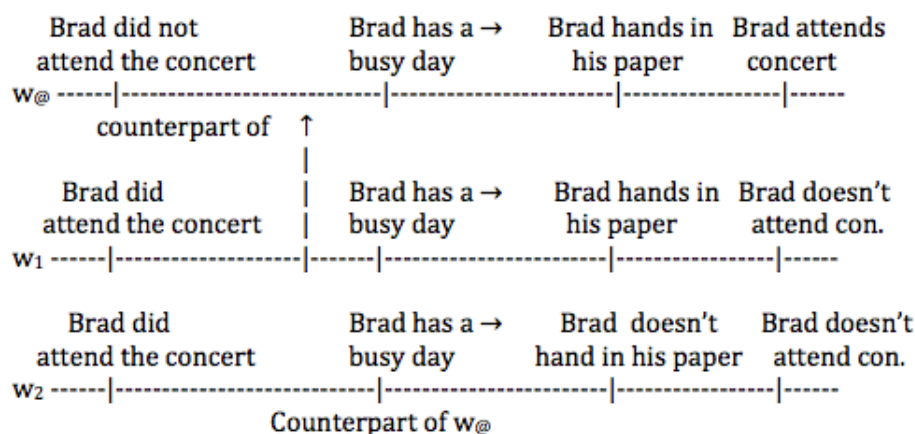 Brad did not Brad has a → Brad hands in Brad attends
attend the concert busy day his paper concert
w@ ------|----------------------------|------------------------|-----------------|------
counterpart of ↑
|
Brad did | Brad has a → Brad hands in Brad doesn't
attend the concert | busy day his paper attend con.
w1 ------|--------------------|-------|------------------------|-----------------|------
Brad did Brad has a → Brad doesn't Brad doesn't
attend the concert busy day hand in his paper attend con.
w2 ------|----------------------------|------------------------|-----------------|------
Counterpart of w@